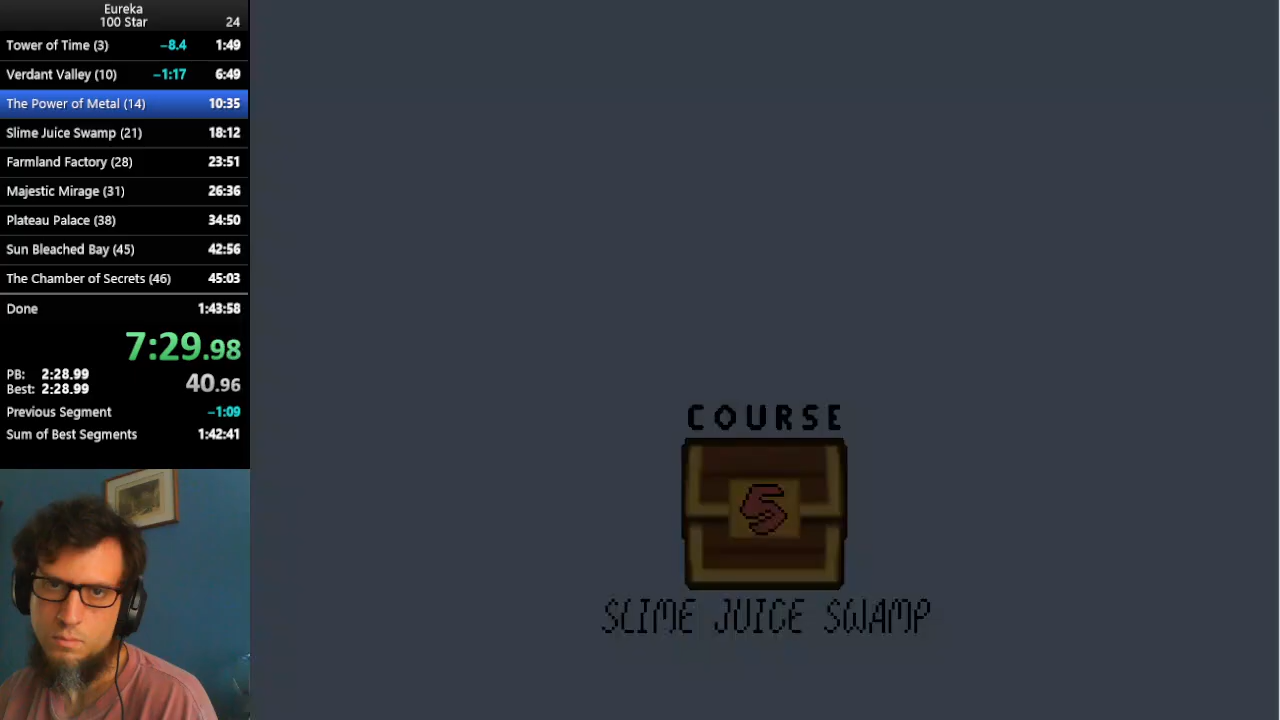 Eureka
100 Star 24
Tower of Time (3) −8.4 1:49
Verdant Valley (10) −1:17 6:49
The Power of Metal (14) 10:35
Slime Juice Swamp (21) 18:12
Farmland Factory (28) 23:51
Majestic Mirage (31) 26:36
Plateau Palace (38) 34:50
Sun Bleached Bay (45) 42:56
The Chamber of Secrets (46) 45:03
Done 1:43:58
7:29.98
PB: 2:28.99 40.96
Best: 2:28.99
Previous Segment −1:09
Sum of Best Segments 1:42:41
COURSE
5
SLIME JUICE SWAMP